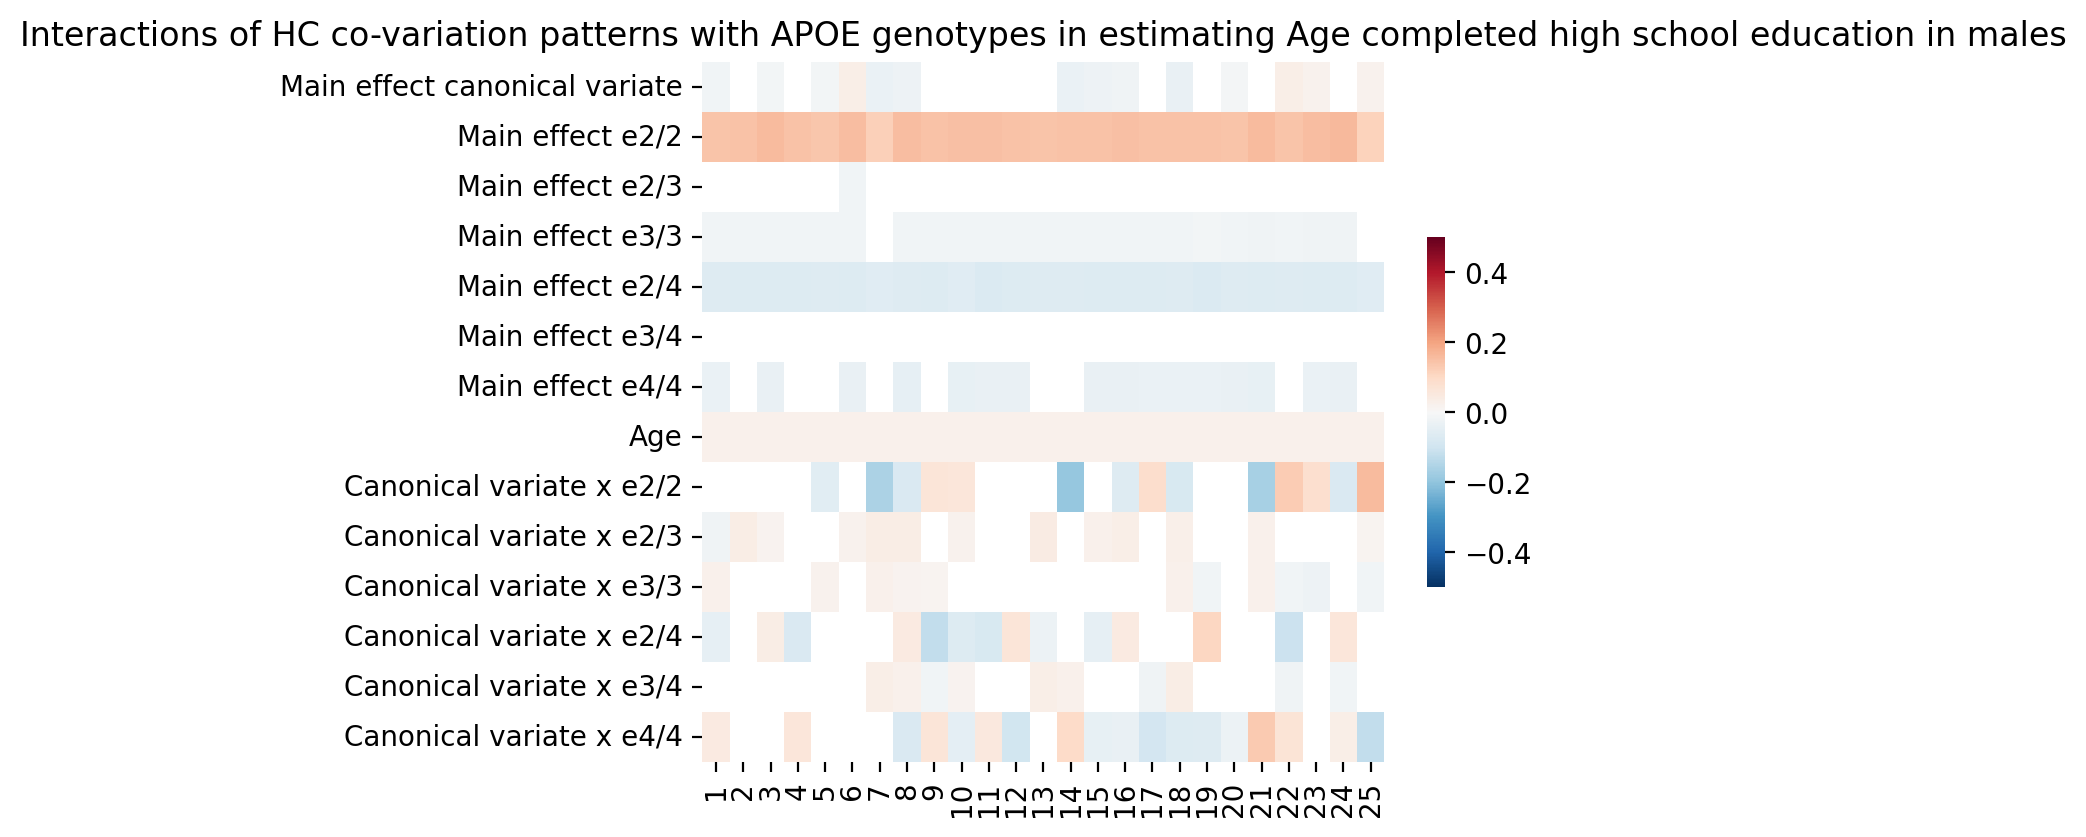 Interactions of HC co-variation patterns with APOE genotypes in estimating Age completed high school education in males
Main effect canonical variate
Main effect e2/2
Main effect e2/3
Main effect e3/3
Main effect e2/4
Main effect e3/4
Main effect e4/4
Age
Canonical variate x e2/2
Canonical variate x e2/3
Canonical variate x e3/3
Canonical variate x e2/4
Canonical variate x e3/4
Canonical variate x e4/4
1 2 3 4 5 6 7 8 9 10 11 12 13 14 15 16 17 18 19 20 21 22 23 24 25
0.4
0.2
0.0
−0.2
−0.4